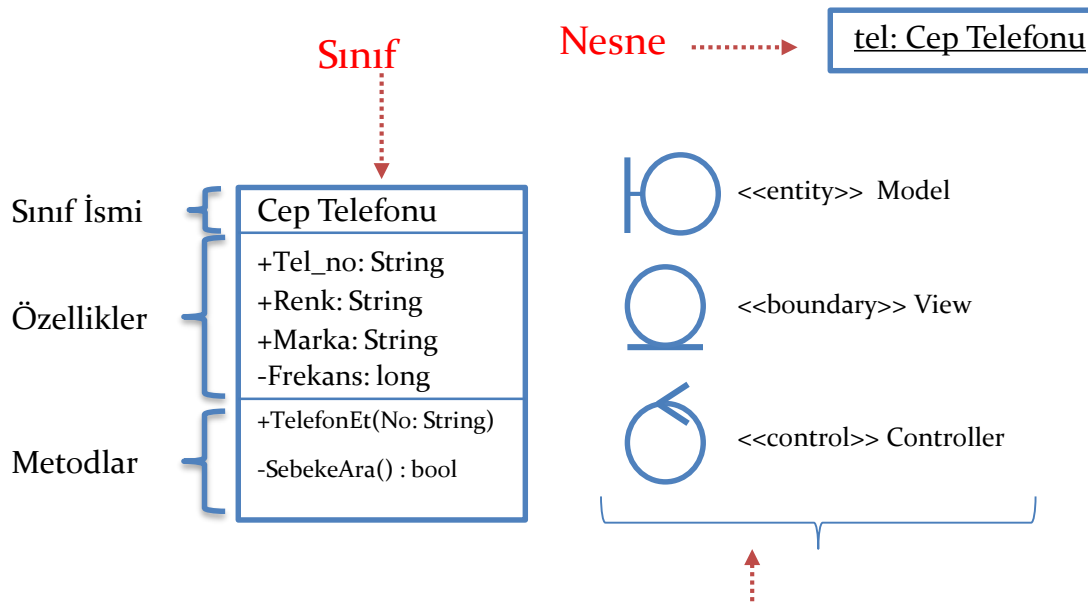 Sınıf
Nesne
tel: Cep Telefonu
Sınıf İsmi
Cep Telefonu
Özellikler
+Tel_no: String
+Renk: String
+Marka: String
-Frekans: long
Metodlar
+TelefonEt(No: String)
-SebekeAra() : bool
<<entity>> Model
<<boundary>> View
<<control>> Controller